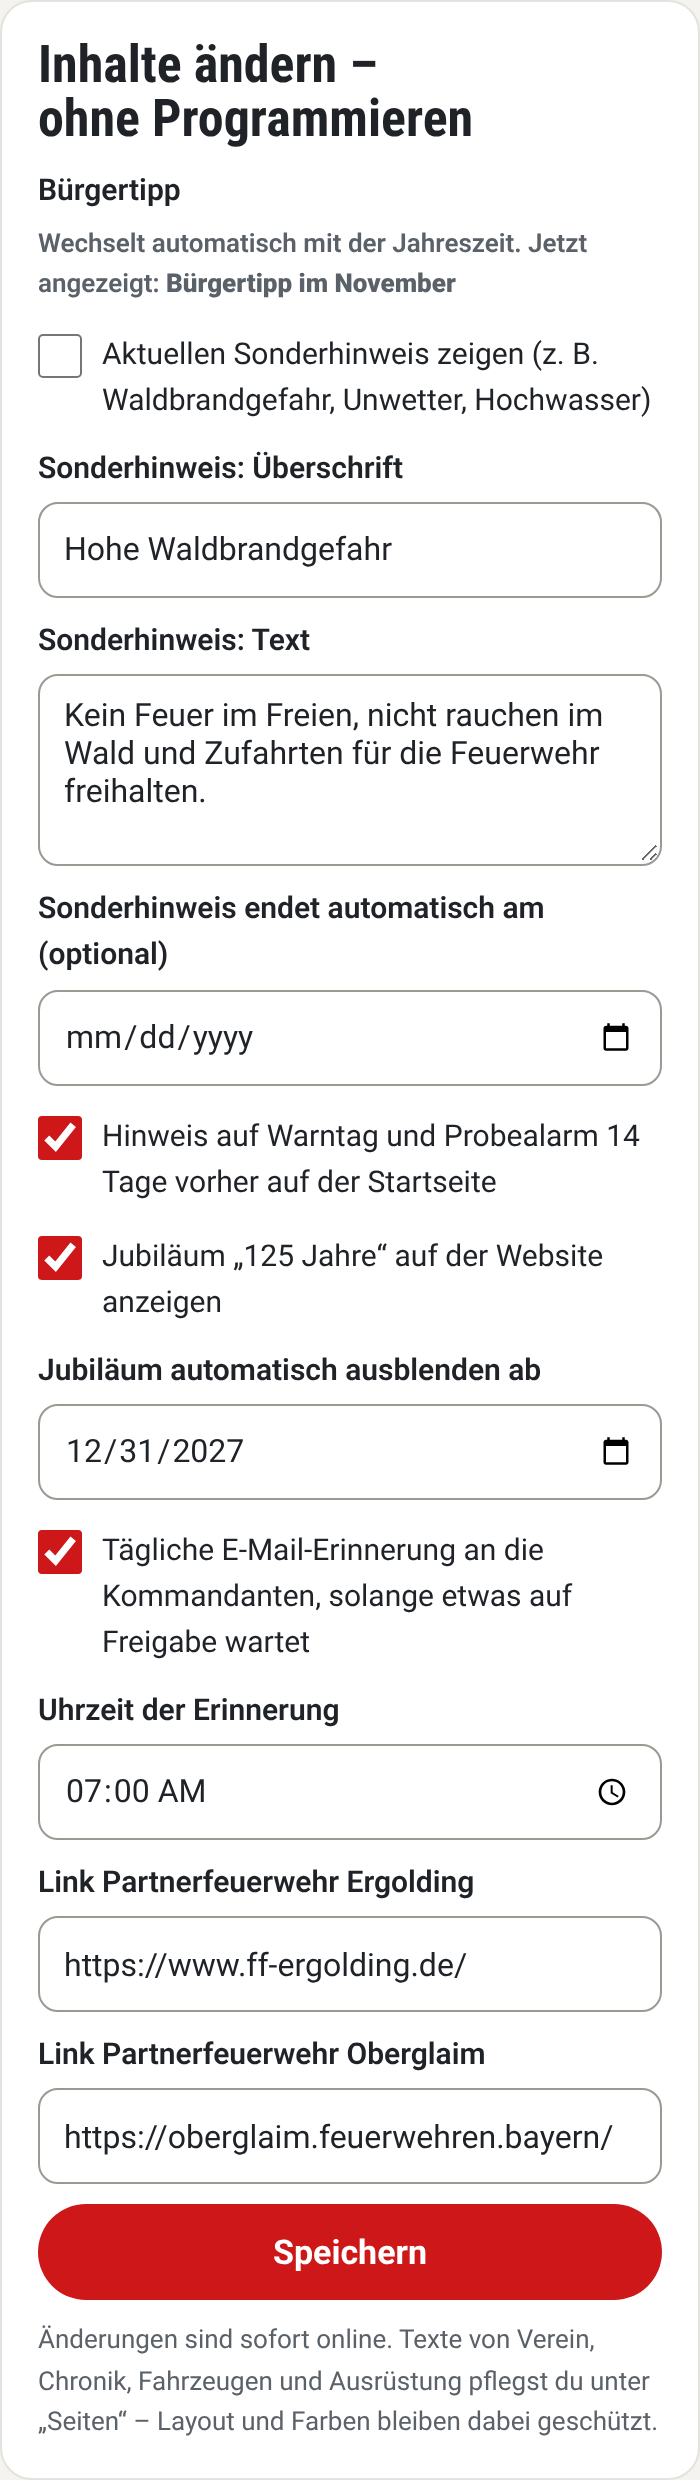 Inhalte ändern –
ohne Programmieren
Bürgertipp
Wechselt automatisch mit der Jahreszeit. Jetzt
angezeigt: Bürgertipp im November
Aktuellen Sonderhinweis zeigen (z. B.
Waldbrandgefahr, Unwetter, Hochwasser)
Sonderhinweis: Überschrift
Hohe Waldbrandgefahr
Sonderhinweis: Text
Kein Feuer im Freien, nicht rauchen im
Wald und Zufahrten für die Feuerwehr
freihalten.
Sonderhinweis endet automatisch am
(optional)
mm/dd/yyyy
Hinweis auf Warntag und Probealarm 14
Tage vorher auf der Startseite
Jubiläum „125 Jahre“ auf der Website
anzeigen
Jubiläum automatisch ausblenden ab
12/31/2027
Tägliche E-Mail-Erinnerung an die
Kommandanten, solange etwas auf
Freigabe wartet
Uhrzeit der Erinnerung
07:00 AM
Link Partnerfeuerwehr Ergolding
https://www.ff-ergolding.de/
Link Partnerfeuerwehr Oberglaim
https://oberglaim.feuerwehren.bayern/
Speichern
Änderungen sind sofort online. Texte von Verein,
Chronik, Fahrzeugen und Ausrüstung pflegst du unter
„Seiten“ – Layout und Farben bleiben dabei geschützt.